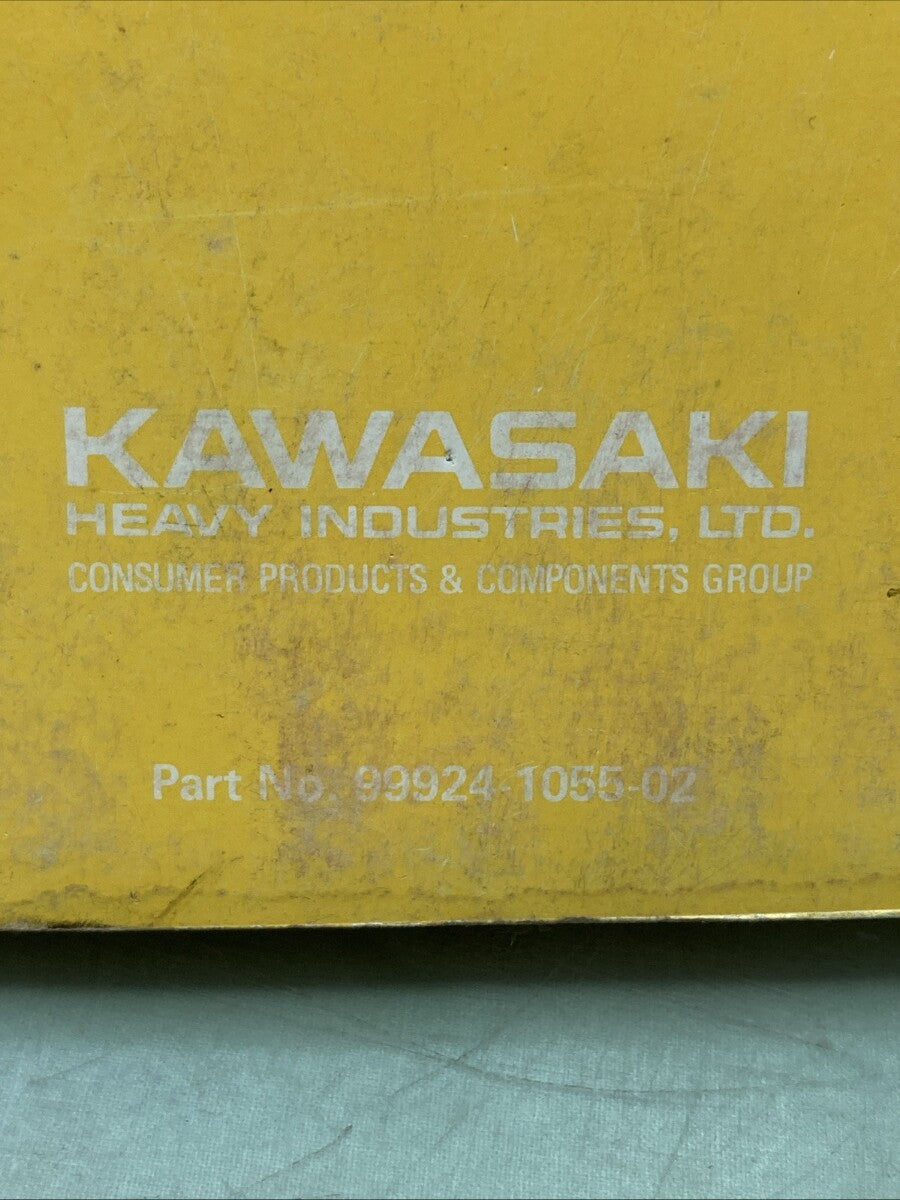 KAWASAKI
HEAVY INDUSTRIES, LTD.
CONSUMER PRODUCTS & COMPONENTS GROUP
Part No. 99924-1055-02